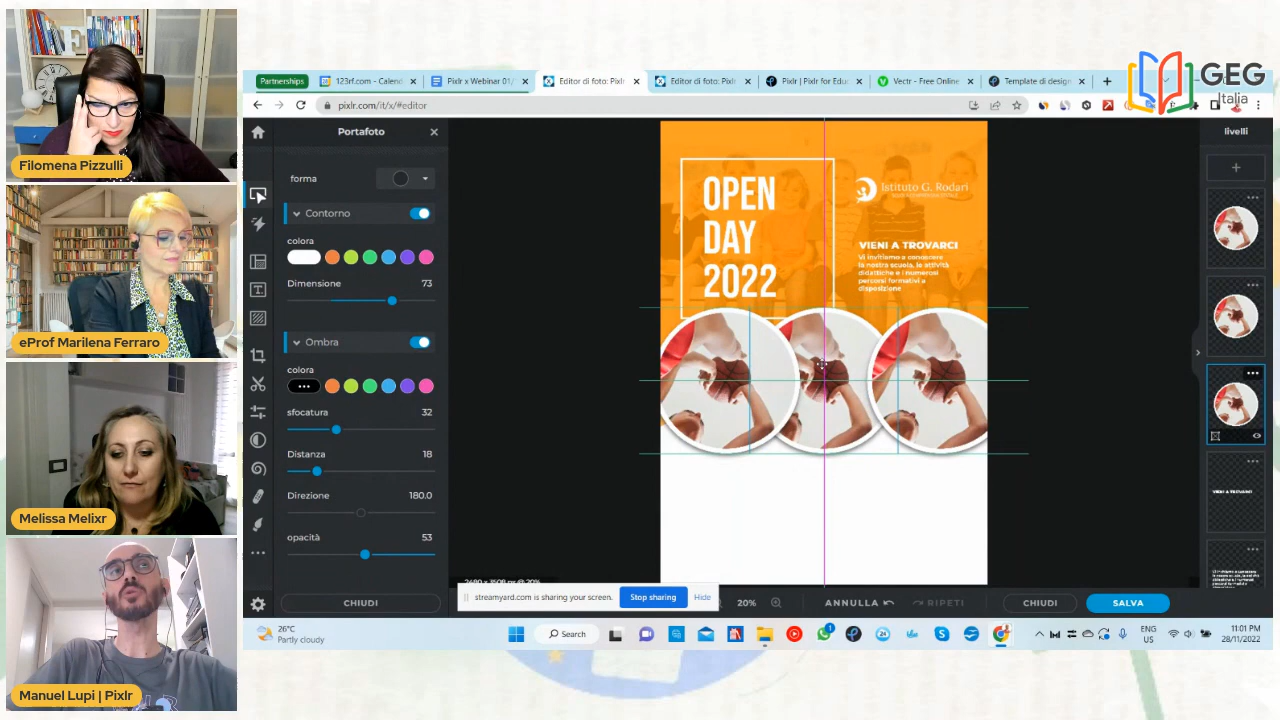 Filomena Pizzulli
eProf Marilena Ferraro
Melissa Melixr
Manuel Lupi | Pixlr
GEG
Italia
Partnerships
123rf.com - Calend
Pixlr x Webinar 01/
Editor di foto: Pixlr
Editor di foto: Pixlr
Pixlr | Pixlr for Educ
Vectr - Free Online
Template di design
pixlr.com/it/x/#editor
Portafoto
forma
Contorno
colora
Dimensione 73
Ombra
colora
sfocatura 32
Distanza 18
Direzione 180.0
opacità 53
CHIUDI
OPEN
DAY
2022
Istituto G. Rodari
VIENI A TROVARCI
Vi invitiamo a conoscere
la nostra scuola, le attività
didattiche e i numerosi
persorsi formativi a
disposizione
livelli
VIENI A TROVARCI
streamyard.com is sharing your screen.
Stop sharing
Hide
20%
ANNULLA
RIPETI
CHIUDI
SALVA
26°C
Partly cloudy
Search
ENG
US
11:01 PM
28/11/2022